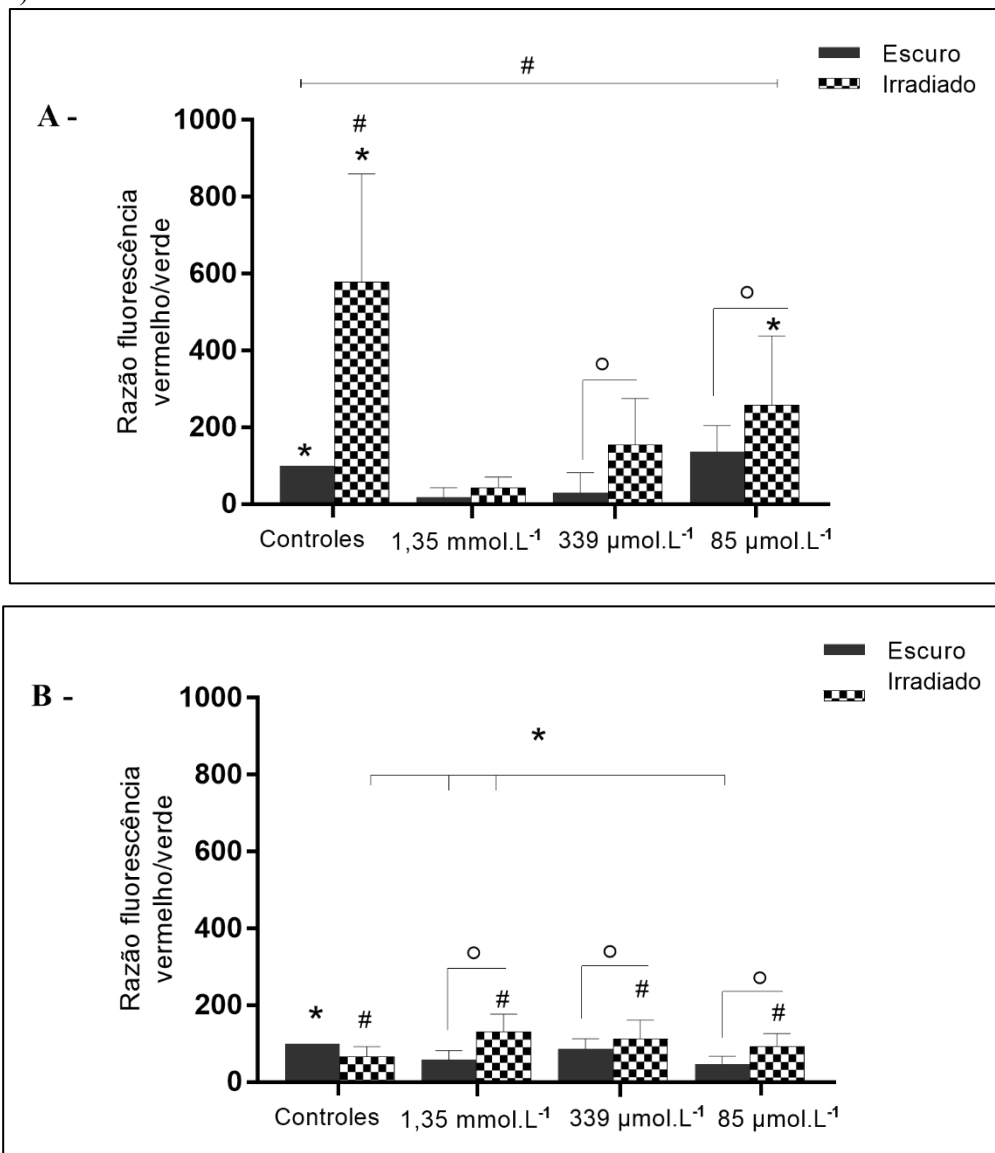 )
Escuro
Irradiado
#
A -
Razão fluorescência
vermelho/verde
1000
800
600
400
200
0
#
*
*
○
○
*
Controles 1,35 mmol.L⁻¹ 339 µmol.L⁻¹ 85 µmol.L⁻¹
Escuro
Irradiado
B -
Razão fluorescência
vermelho/verde
1000
800
600
400
200
0
*
* # ○ # ○ # ○ #
Controles 1,35 mmol.L⁻¹ 339 µmol.L⁻¹ 85 µmol.L⁻¹